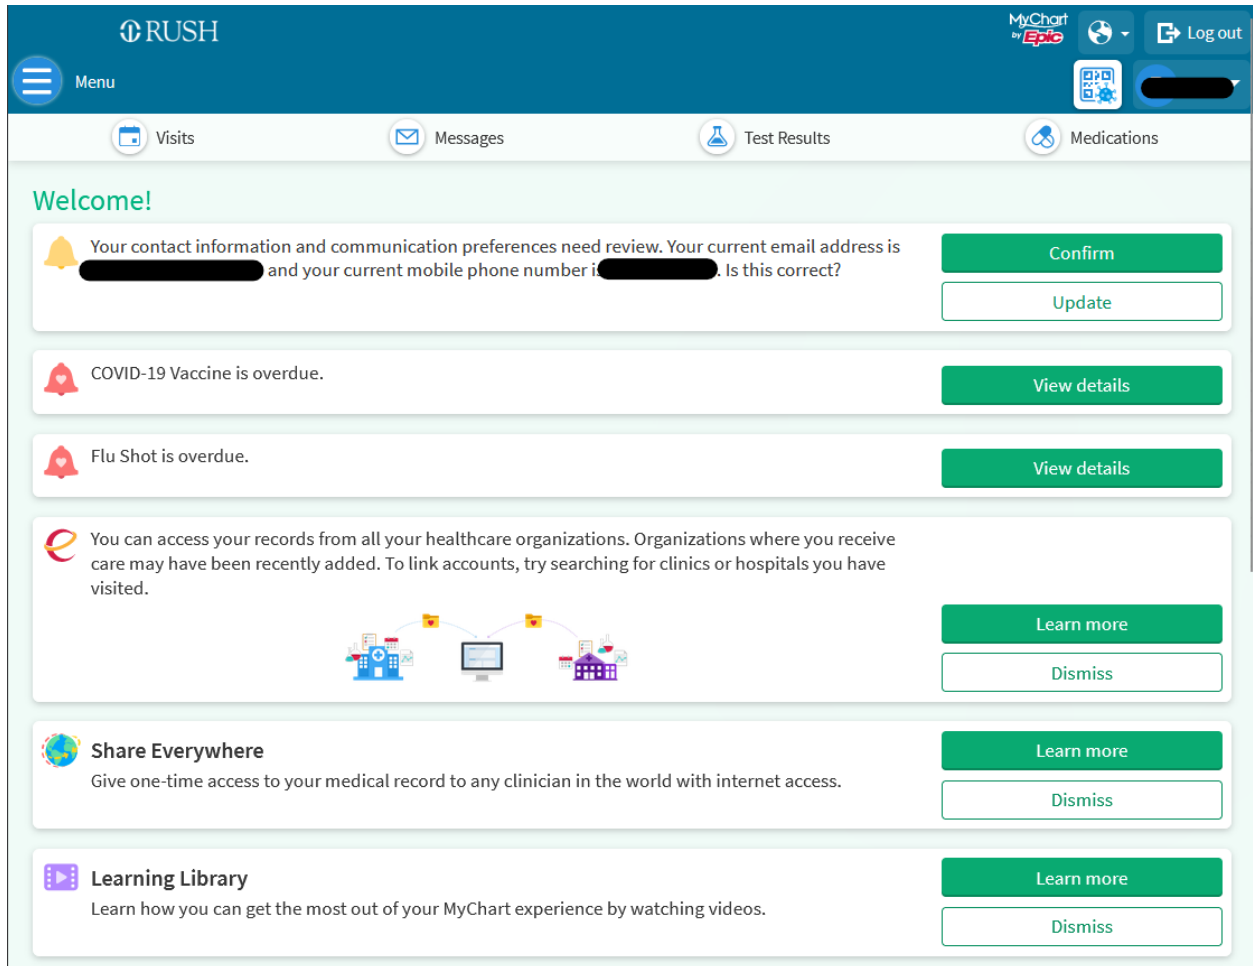 RUSH
MyChart
by Epic
Log out
Menu
Visits
Messages
Test Results
Medications
Welcome!
Your contact information and communication preferences need review. Your current email address is
and your current mobile phone number i . Is this correct?
Confirm
Update
COVID-19 Vaccine is overdue.
View details
Flu Shot is overdue.
View details
You can access your records from all your healthcare organizations. Organizations where you receive
care may have been recently added. To link accounts, try searching for clinics or hospitals you have
visited.
Learn more
Dismiss
Share Everywhere
Give one-time access to your medical record to any clinician in the world with internet access.
Learn more
Dismiss
Learning Library
Learn how you can get the most out of your MyChart experience by watching videos.
Learn more
Dismiss